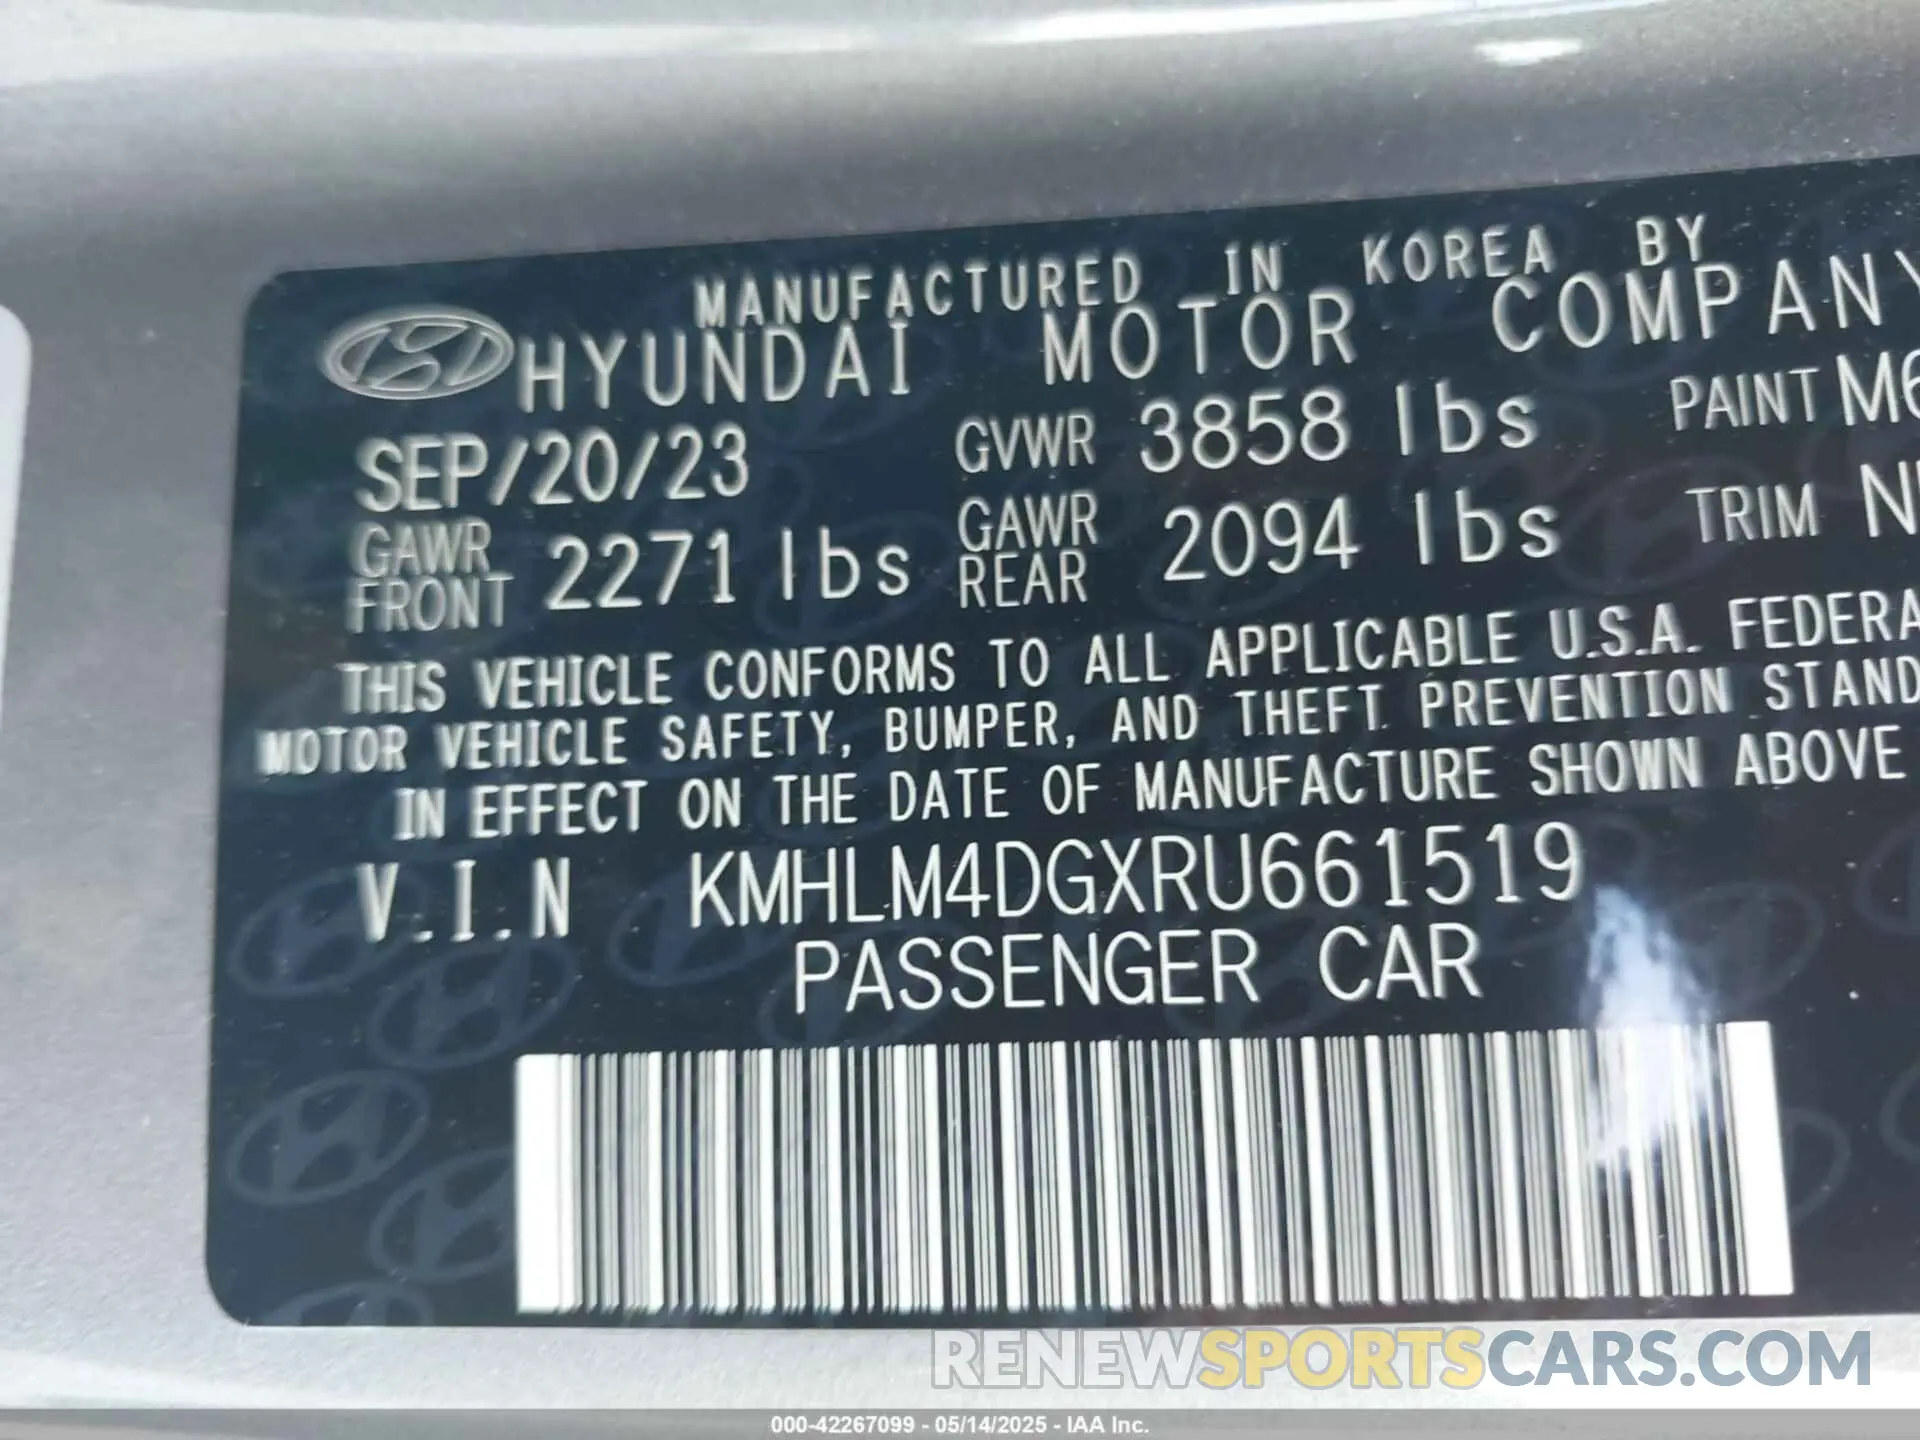 MANUFACTURED IN KOREA BY
HYUNDAI MOTOR COMPANY
SEP/20/23 GVWR 3858 lbs PAINT M6
GAWR FRONT 2271 lbs GAWR REAR 2094 lbs TRIM
THIS VEHICLE CONFORMS TO ALL APPLICABLE U.S.A. FEDERA
MOTOR VEHICLE SAFETY, BUMPER, AND THEFT PREVENTION STAND
IN EFFECT ON THE DATE OF MANUFACTURE SHOWN ABOVE
V.I.N KMHLM4DGXRU661519
PASSENGER CAR
RENEWSPORTSCARS.COM
000-42267099 - 05/14/2025 - IAA Inc.